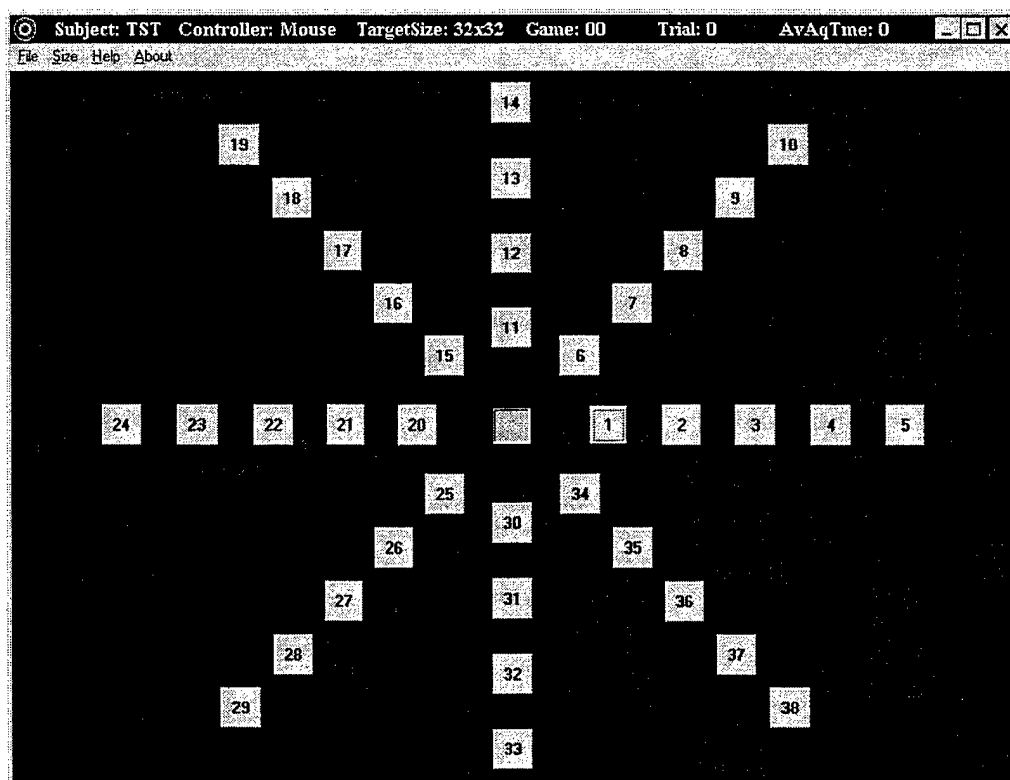 Subject: TST Controller: Mouse TargetSize: 32x32 Game: 00 Trial: 0 AvAqTme: 0
File Size Help About
14
19 10
13
18 9
17 12 8
16 7
11
15 6
24 23 22 21 20 1 2 3 4 5
25 34
30
26 35
27 31 36
28 37
32
29 38
33